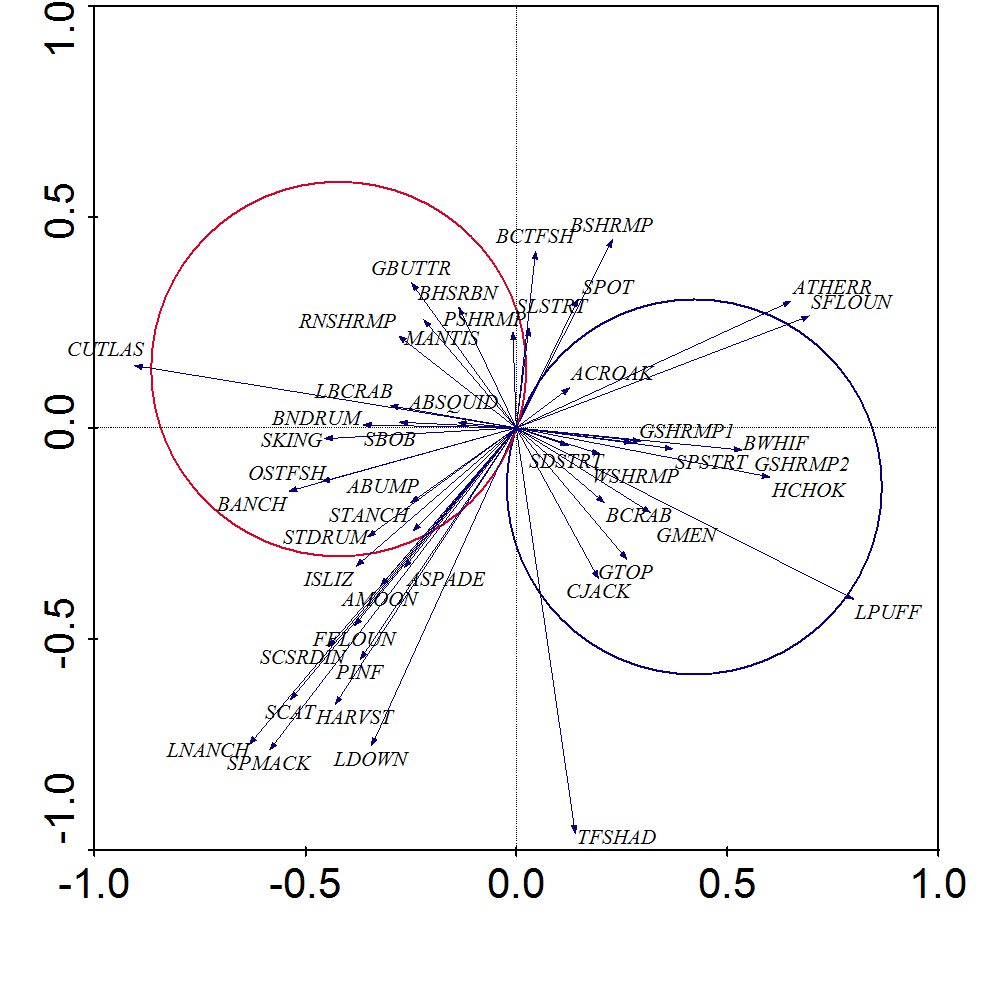 1.0
0.5
0.0
-0.5
-1.0
BSHRMP
BCTFSH
GBUTTR
BHSRBN
SPOT
ATHERR
SFLOUN
SLSTRT
PSHRMP
RNSHRMP
MANTIS
CUTLAS
ACROAK
LBCRAB
ABSQUID
BNDRUM
SKING
SBOB
GSHRMP1
BWHIF
SDSTRT
SPSTRT
GSHRMP2
OSTFSH
WSHRMP
ABUMP
HCHOK
BANCH
STANCH
BCRAB
STDRUM
GMEN
ISLIZ
ASPADE
GTOP
CJACK
AMOON
LPUFF
FFLOUN
SCSRDIN
PINF
SCAT
HARVST
LNANCH
SPMACK
LDOWN
TFSHAD
-1.0
-0.5
0.0
0.5
1.0